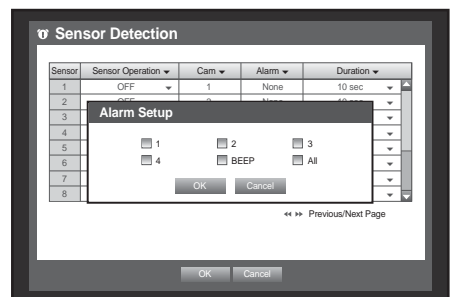 Sensor Detection
Sensor Sensor Operation Cam Alarm Duration
1 OFF 1 None 10 sec
2
3
Alarm Setup
4
5
6
7
8
1 2 3
4 BEEP All
OK Cancel
Previous/Next Page
OK Cancel